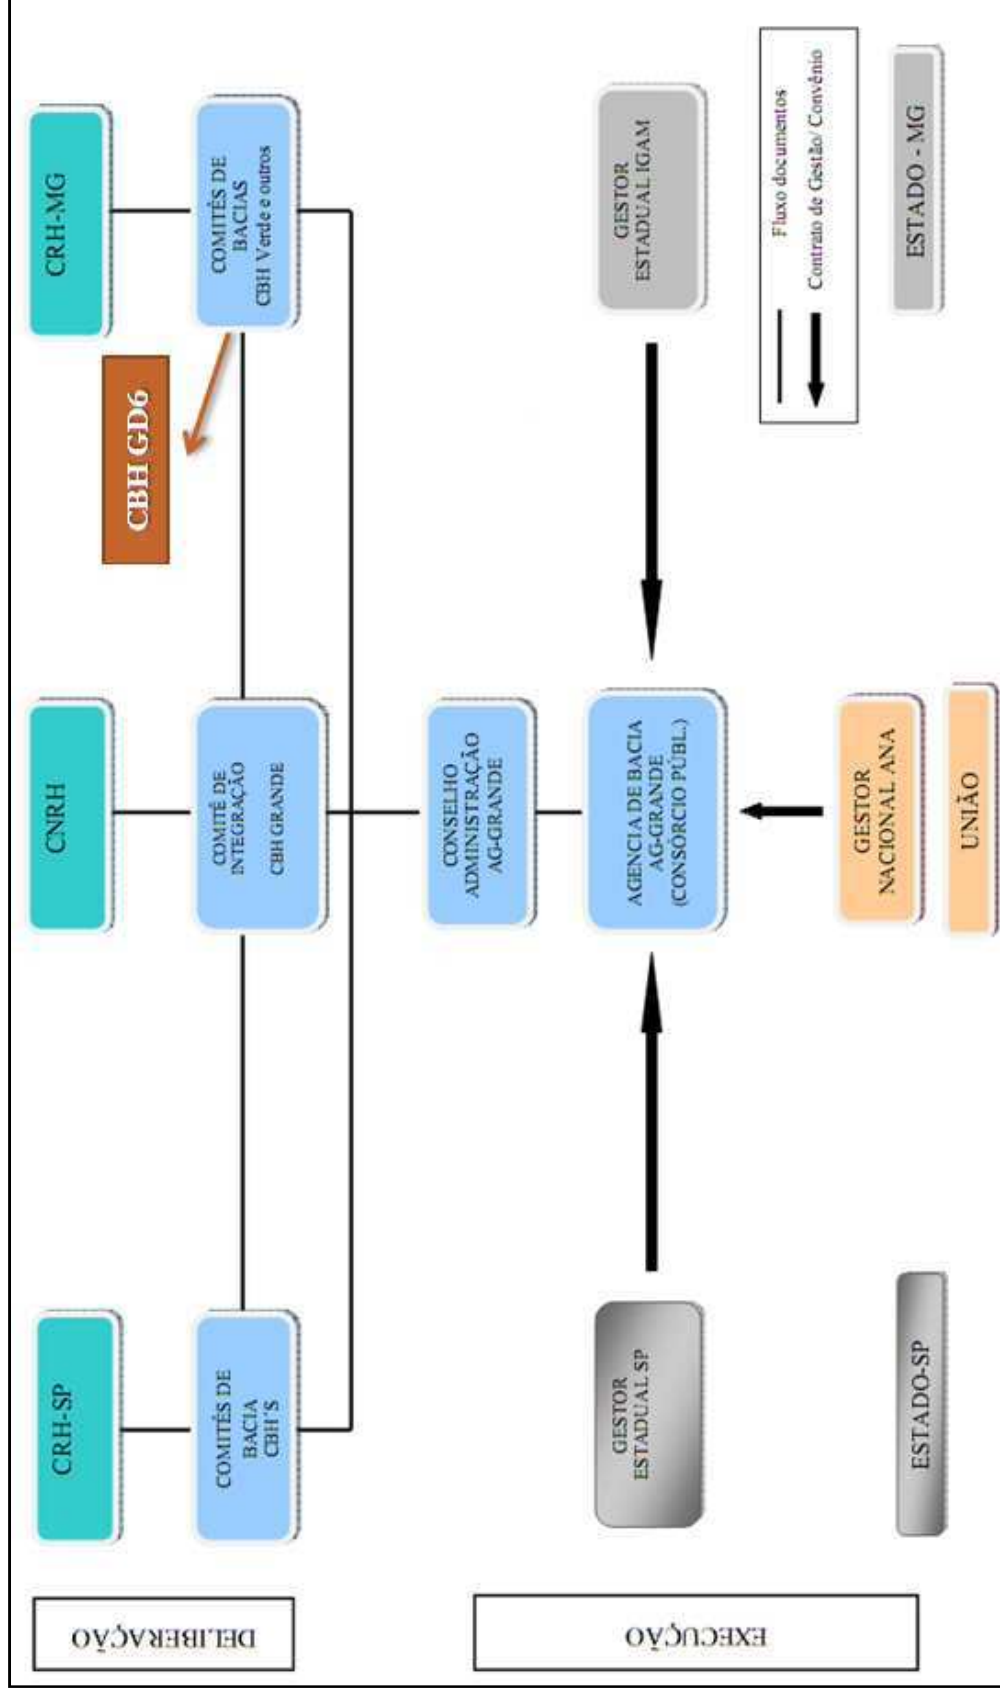 DELIBERAÇÃO
CRH-SP
CNRH
CRH-MG
CBH GD6
COMITÊS DE
BACIA
CBH´S
COMITÊ DE
INTEGRAÇÃO
CBH GRANDE
COMITÊS DE
BACIAS
CBH Verde e outros
EXECUÇÃO
CONSELHO
ADMINISTRAÇÃO
AG-GRANDE
GESTOR
ESTADUAL SP
AGENCIA DE BACIA
AG-GRANDE
(CONSÓRCIO PÚBL.)
GESTOR
ESTADUAL IGAM
GESTOR
NACIONAL ANA
Fluxo documentos
Contrato de Gestão/ Convênio
ESTADO-SP
UNIÃO
ESTADO - MG